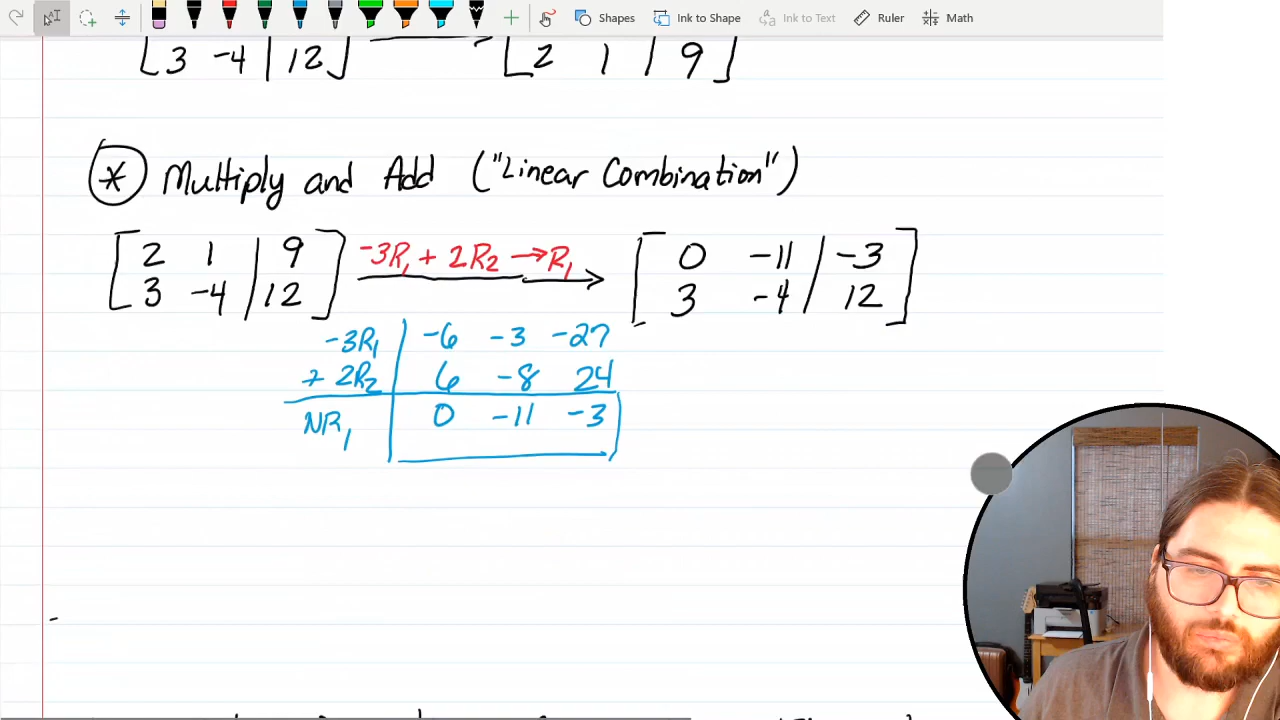 Shapes Ink to Shape Ink to Text Ruler Math
[3 -4 | 12] [2 1 | 9]
* Multiply and Add ("Linear Combination")
[2 1 | 9 -3R₁ + 2R₂ → R₁ [0 -11 | -3
3 -4 | 12] 3 -4 | 12]
-3R₁ | -6 -3 -27
+ 2R₂ | 6 -8 24
NR₁ | 0 -11 -3